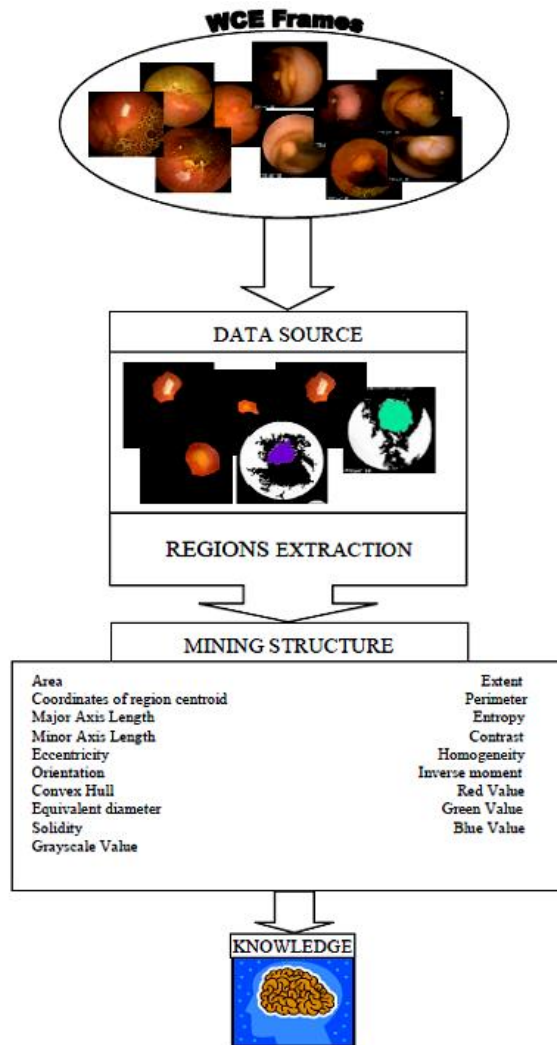 WCE Frames
DATA SOURCE
REGIONS EXTRACTION
MINING STRUCTURE
Area
Coordinates of region centroid
Major Axis Length
Minor Axis Length
Eccentricity
Orientation
Convex Hull
Equivalent diameter
Solidity
Grayscale Value
Extent
Perimeter
Entropy
Contrast
Homogeneity
Inverse moment
Red Value
Green Value
Blue Value
KNOWLEDGE